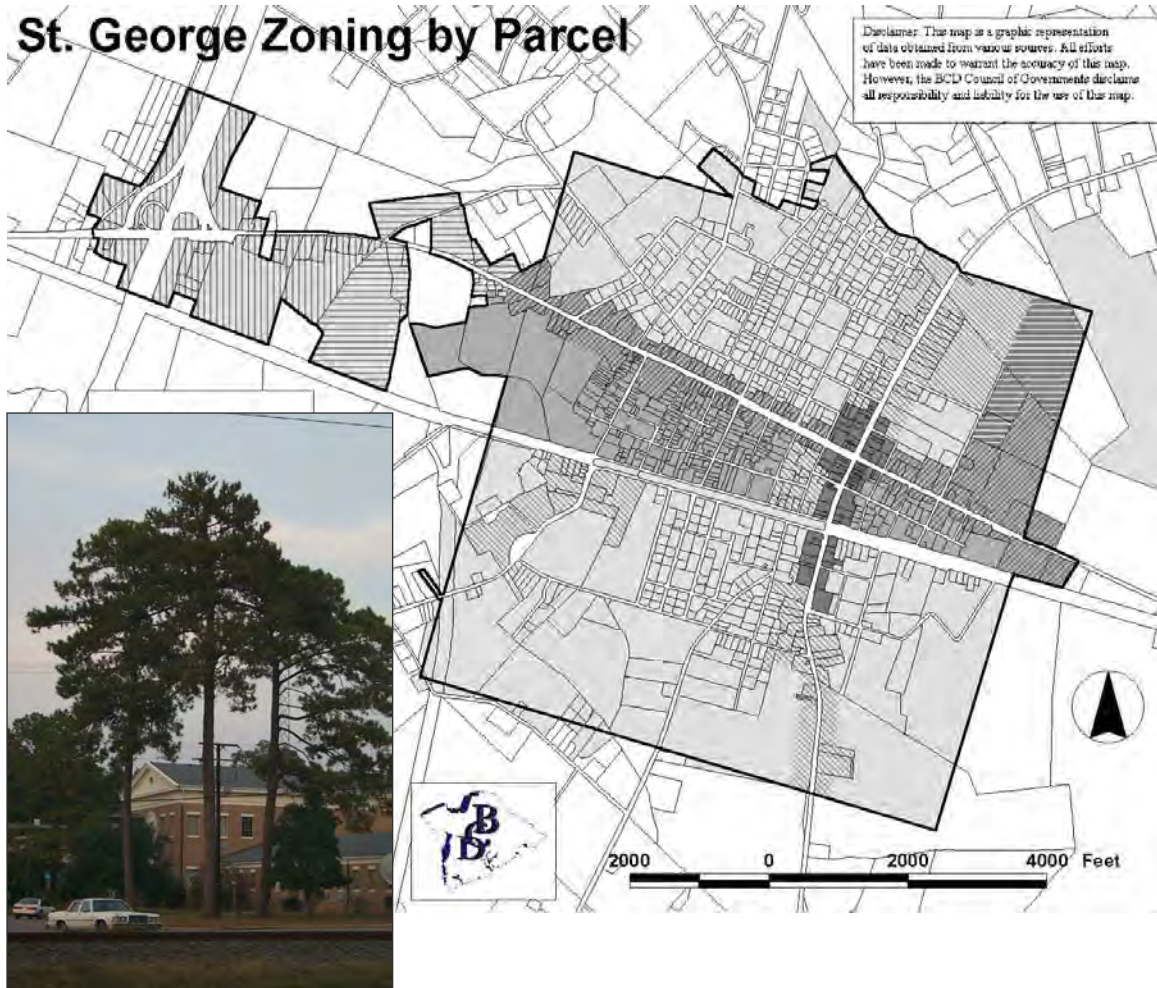 St. George Zoning by Parcel
Disclaimer: This map is a graphic representation
of data obtained from various sources. All efforts
have been made to warrant the accuracy of this map.
However, the BCD Council of Governments disclaims
all responsibility and liability for the use of this map.
B
C
D
2000 0 2000 4000 Feet